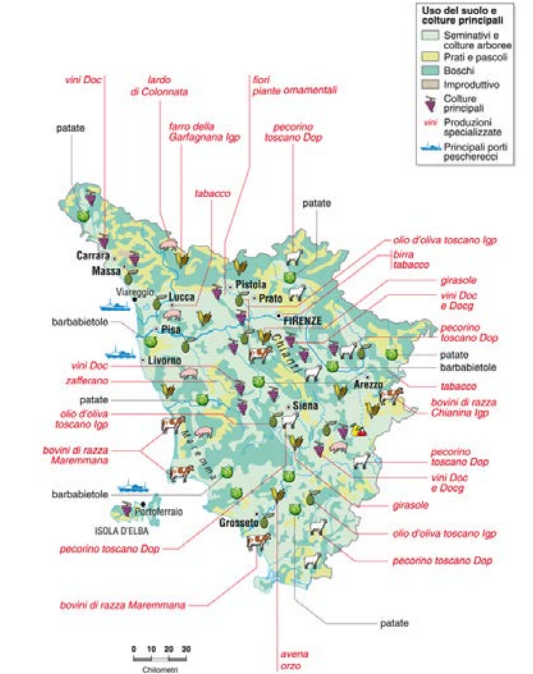 Uso del suolo e
colture principali
Seminativi e
colture arboree
Prati e pascoli
Boschi
Improduttivo
Colture
principali
vini
Produzioni
specializzate
Principali porti
pescherecci
vini Doc
lardo
di Colonnata
fiori
piante ornamentali
patate
farro della
Garfagnana Igp
pecorino
toscano Dop
tabacco
patate
olio d'oliva toscano Igp
birra
tabacco
Carrara
Massa
Pistoia
Prato
girasole
Viareggio
Lucca
vini Doc
e Docg
FIRENZE
barbabietole
Pisa
pecorino
toscano Dop
Chianti
Livorno
patate
barbabietole
vini Doc
zafferano
Arezzo
tabacco
patate
Siena
bovini di razza
Chianina Igp
olio d'oliva
toscano Igp
Maremma
bovini di razza
Maremmana
pecorino
toscano Dop
vini Doc
e Docg
barbabietole
Portoferraio
girasole
ISOLA D'ELBA
Grosseto
olio d'oliva toscano Igp
pecorino toscano Dop
pecorino toscano Dop
bovini di razza Maremmana
patate
avena
orzo
0 10 20 30
Chilometri